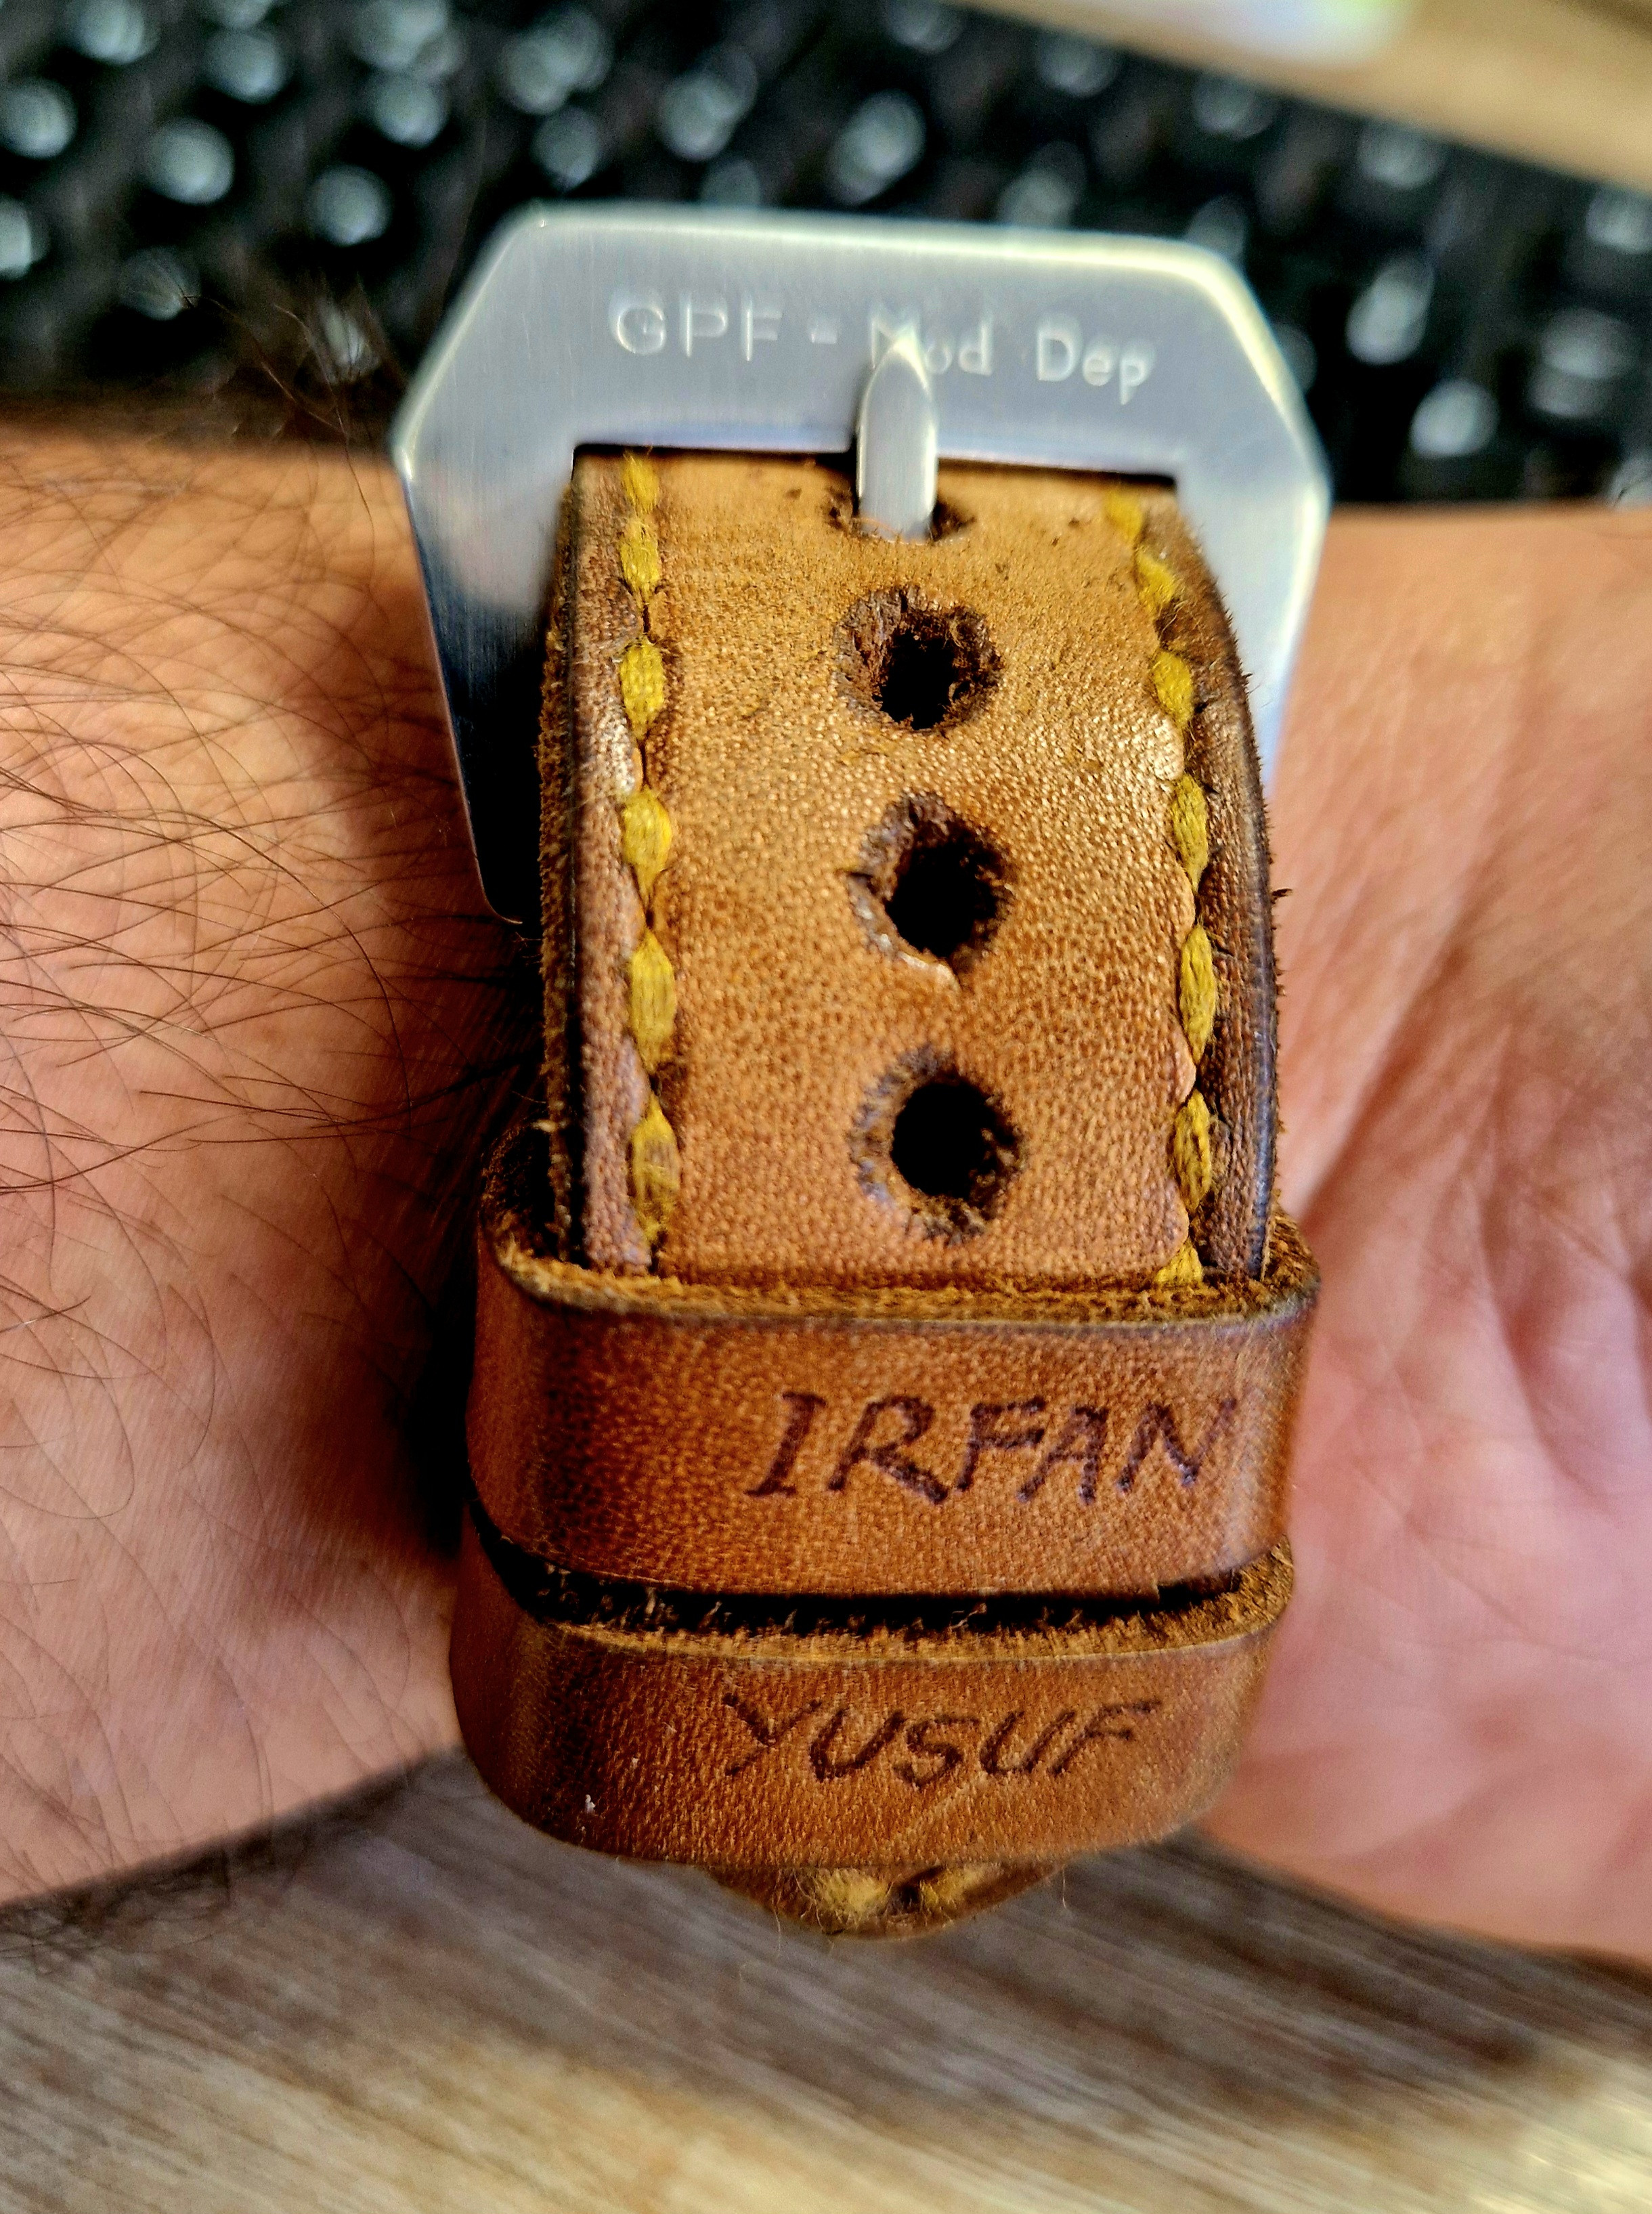 GPF - Mod Dep
IRFAN
YUSUF